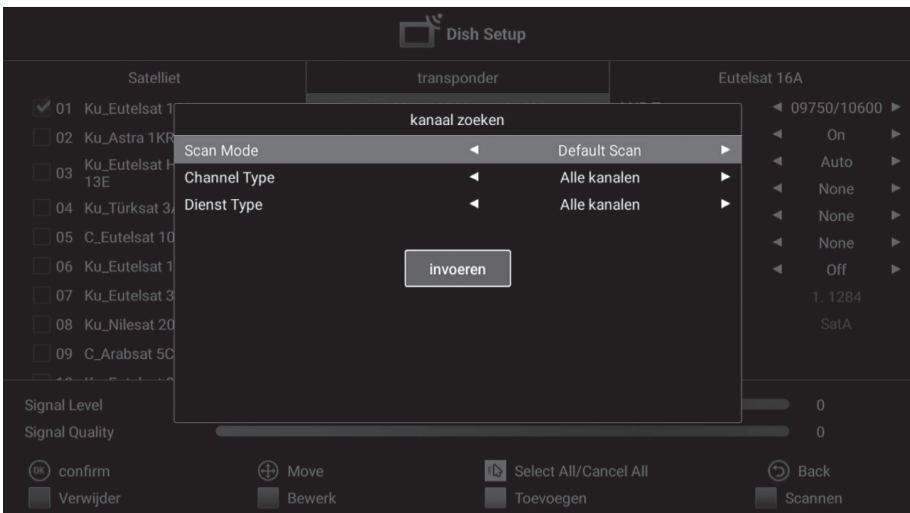 Dish Setup
Satelliet
transponder
Eutelsat 16A
01 Ku_Eutelsat 1
09750/10600
kanaal zoeken
02 Ku_Astra 1KR
On
Scan Mode
Default Scan
03 Ku_Eutelsat H
13E
Auto
Channel Type
Alle kanalen
None
04 Ku_Türksat 3
Dienst Type
Alle kanalen
None
05 C_Eutelsat 10
None
06 Ku_Eutelsat 1
invoeren
Off
07 Ku_Eutelsat 3
1. 1284
08 Ku_Nilesat 20
SatA
09 C_Arabsat 5C
Signal Level
0
Signal Quality
0
OK confirm
Move
Select All/Cancel All
Back
Verwijder
Bewerk
Toevoegen
Scannen